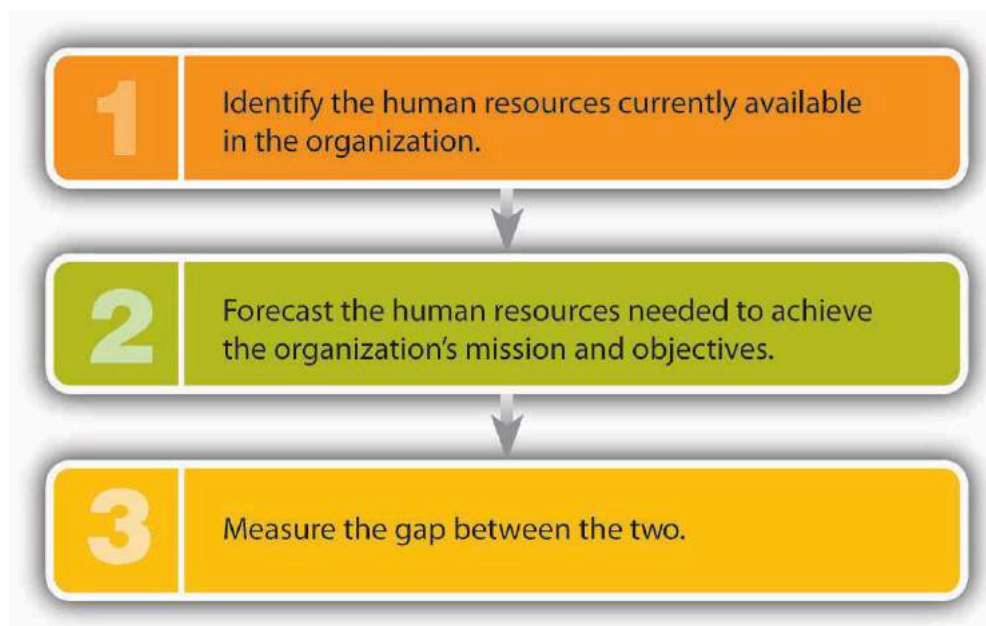 1
Identify the human resources currently available
in the organization.
2
Forecast the human resources needed to achieve
the organization's mission and objectives.
3
Measure the gap between the two.